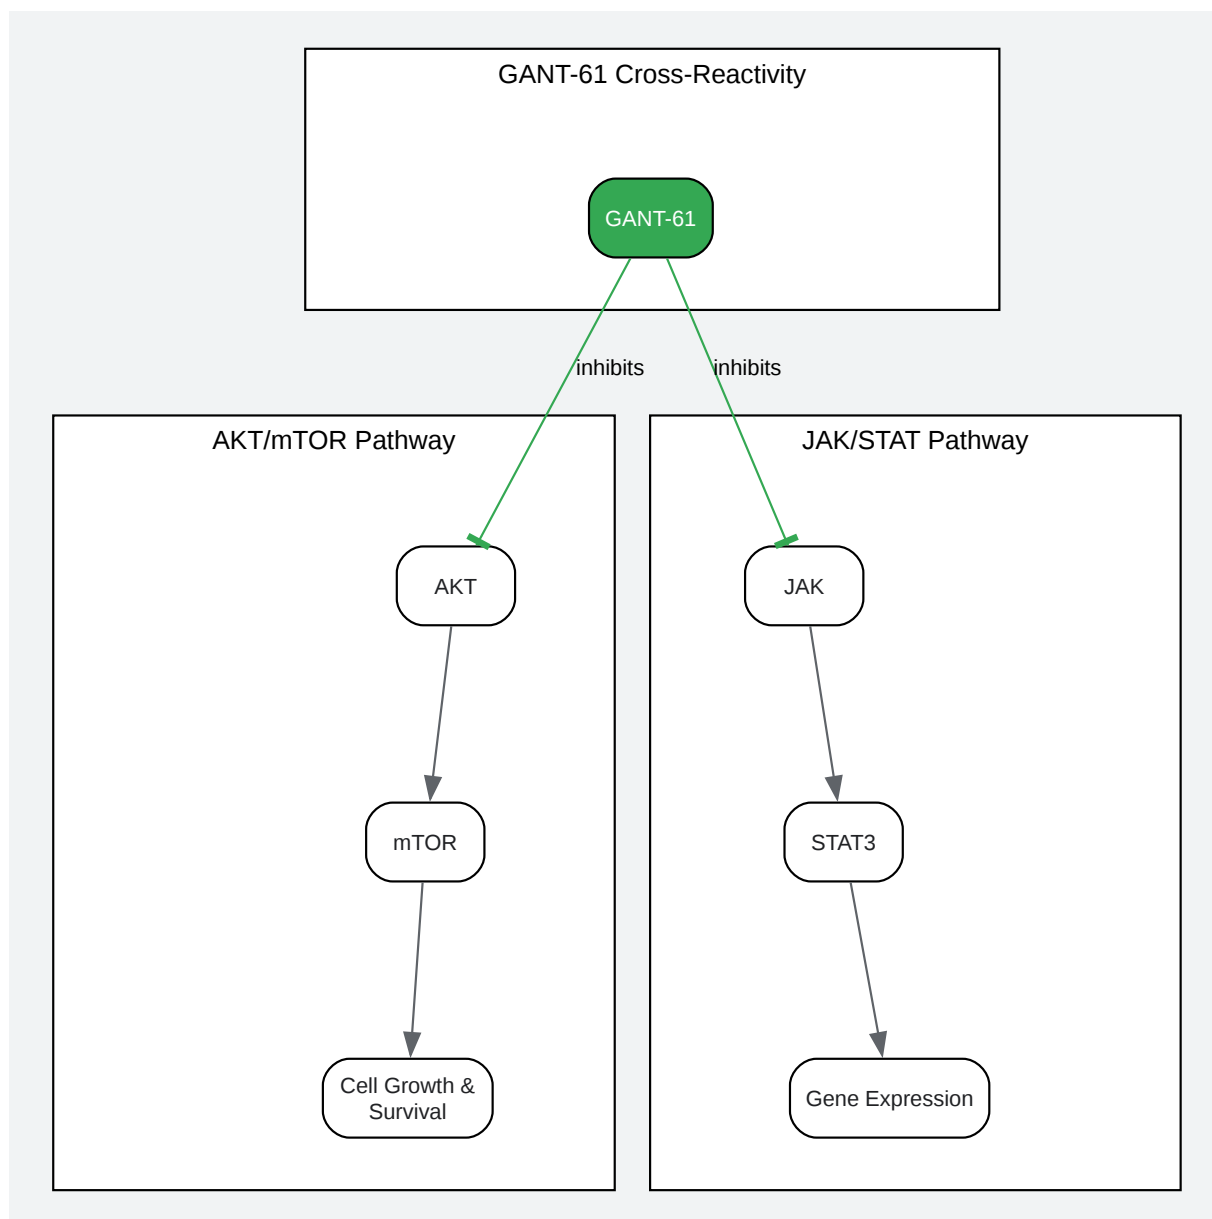 GANT-61 Cross-Reactivity
GANT-61
inhibits
inhibits
AKT/mTOR Pathway
AKT
mTOR
Cell Growth &
Survival
JAK/STAT Pathway
JAK
STAT3
Gene Expression